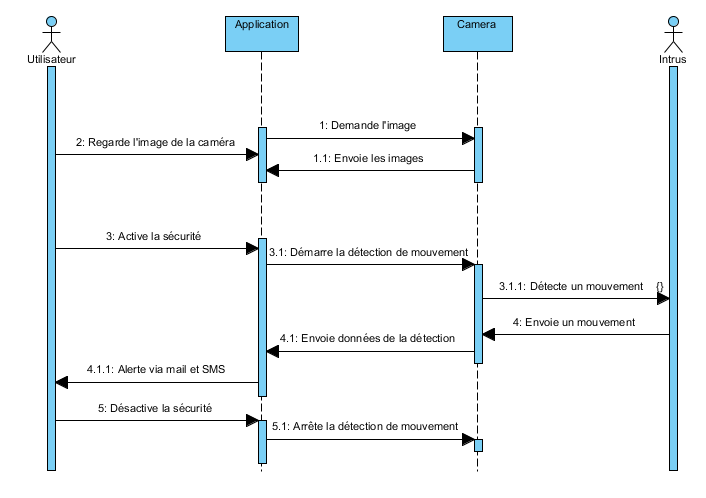 Application
Camera
Utilisateur
Intrus
1: Demande l'image
2: Regarde l'image de la caméra
1.1: Envoie les images
3: Active la sécurité
3.1: Démarre la détection de mouvement
3.1.1: Détecte un mouvement {}
4: Envoie un mouvement
4.1: Envoie données de la détection
4.1.1: Alerte via mail et SMS
5: Désactive la sécurité
5.1: Arrête la détection de mouvement